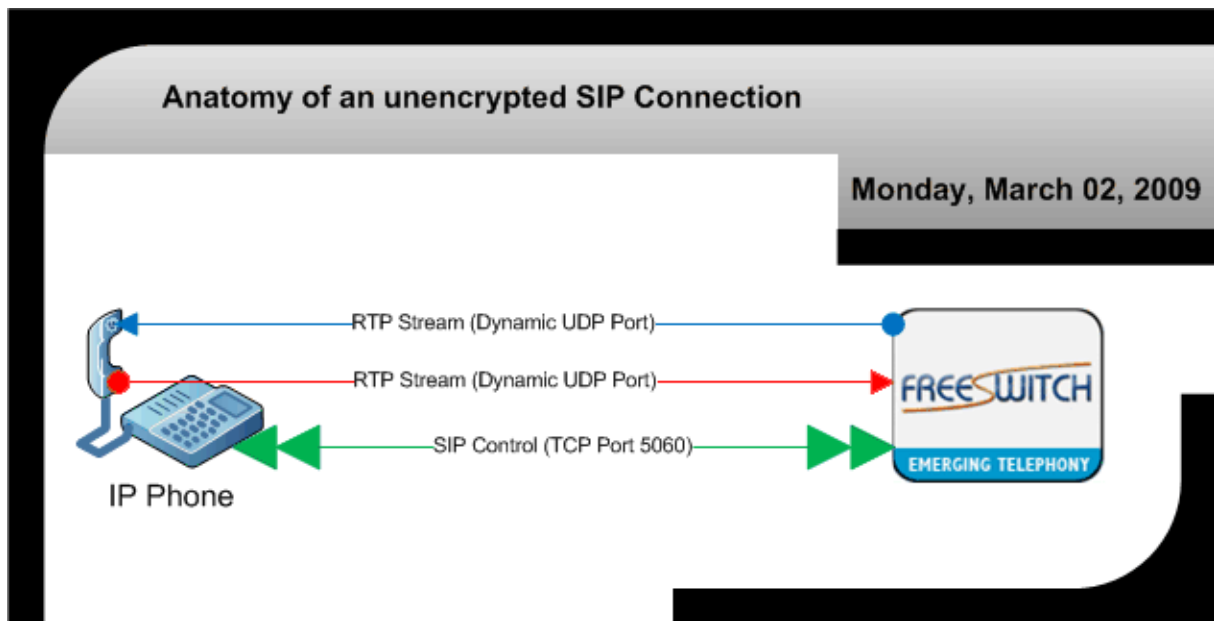 Anatomy of an unencrypted SIP Connection
Monday, March 02, 2009
RTP Stream (Dynamic UDP Port)
RTP Stream (Dynamic UDP Port)
FREESWITCH
SIP Control (TCP Port 5060)
EMERGING TELEPHONY
IP Phone